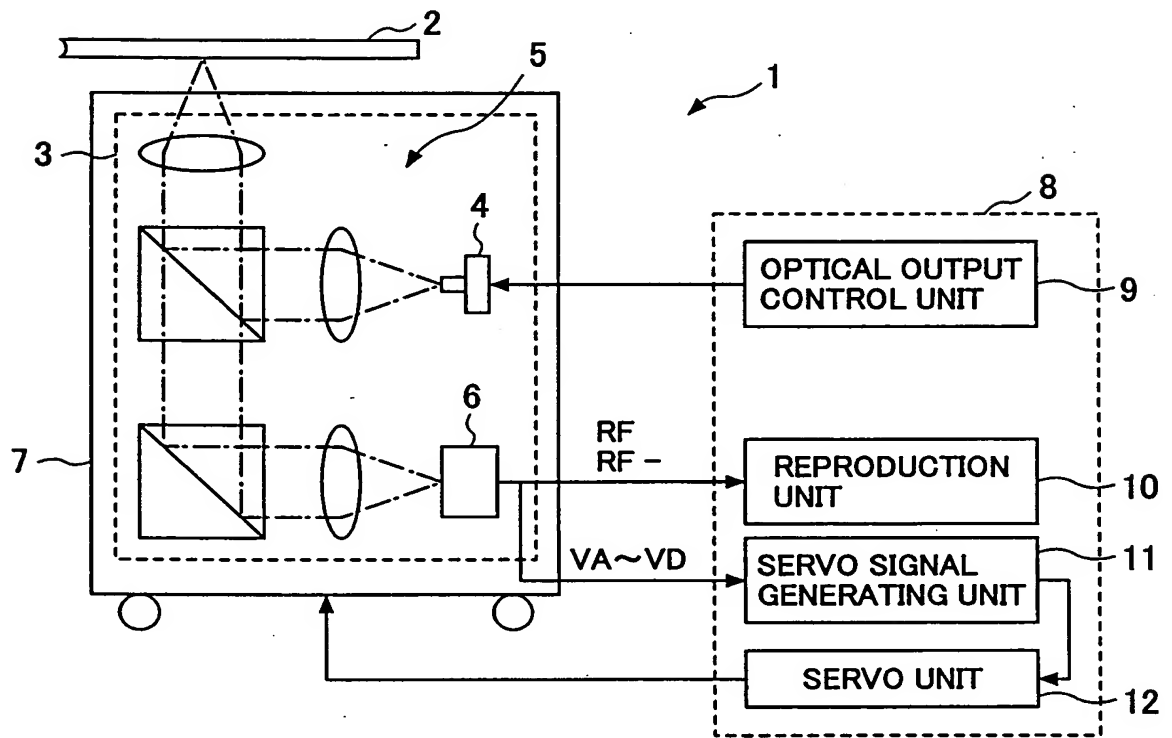 2
5
1
3
8
4
OPTICAL OUTPUT
CONTROL UNIT
9
6
RF
RF –
7
REPRODUCTION
UNIT
10
VA～VD
SERVO SIGNAL
GENERATING UNIT
11
SERVO UNIT
12